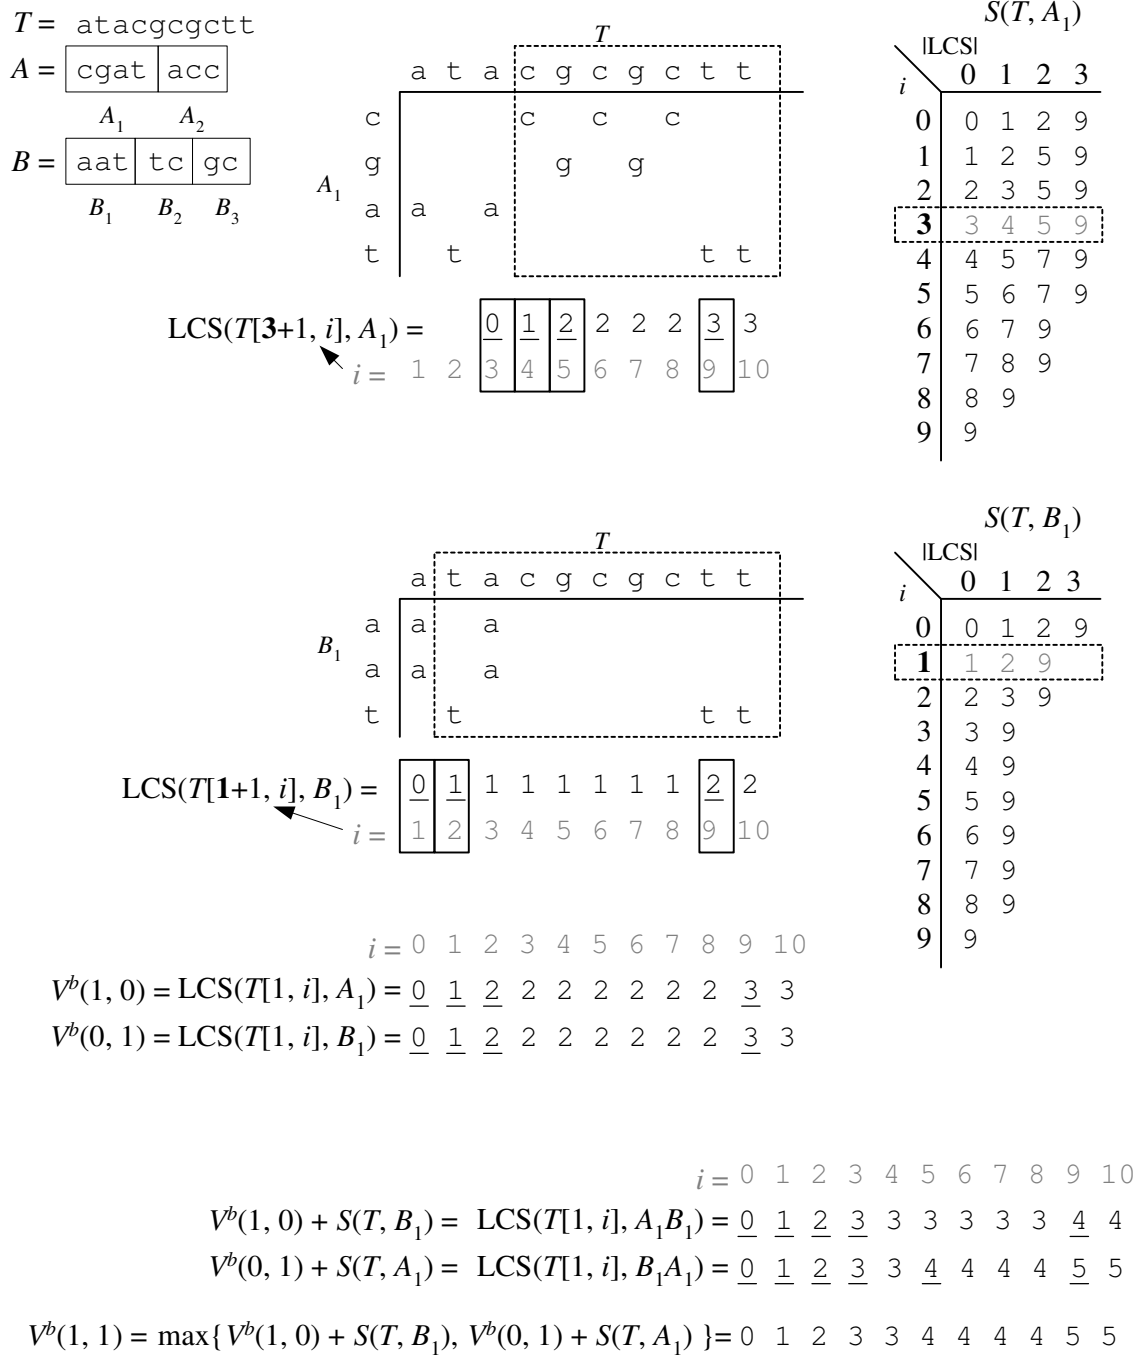 T = atacgcgctt
A = cgat acc
A1 A2
B = aat tc gc
B1 B2 B3
T
a t a c g c g c t t
A1
c c c c
g g g
a a a
t t t t
LCS(T[3+1, i], A1) = 0 1 2 2 2 2 3 3
i = 1 2 3 4 5 6 7 8 9 10
S(T, A1)
|LCS|
i 0 1 2 3
0 0 1 2 9
1 1 2 5 9
2 2 3 5 9
3 3 4 5 9
4 4 5 7 9
5 5 6 7 9
6 6 7 9
7 7 8 9
8 8 9
9 9
T
a t a c g c g c t t
B1
a a a
a a a
t t t t
LCS(T[1+1, i], B1) = 0 1 1 1 1 1 1 1 2 2
i = 1 2 3 4 5 6 7 8 9 10
S(T, B1)
|LCS|
i 0 1 2 3
0 0 1 2 9
1 1 2 9
2 2 3 9
3 3 9
4 4 9
5 5 9
6 6 9
7 7 9
8 8 9
9 9
i = 0 1 2 3 4 5 6 7 8 9 10
V^b(1, 0) = LCS(T[1, i], A1) = 0 1 2 2 2 2 2 2 2 3 3
V^b(0, 1) = LCS(T[1, i], B1) = 0 1 2 2 2 2 2 2 2 3 3
i = 0 1 2 3 4 5 6 7 8 9 10
V^b(1, 0) + S(T, B1) = LCS(T[1, i], A1B1) = 0 1 2 3 3 3 3 3 3 4 4
V^b(0, 1) + S(T, A1) = LCS(T[1, i], B1A1) = 0 1 2 3 3 4 4 4 4 5 5
V^b(1, 1) = max{ V^b(1, 0) + S(T, B1), V^b(0, 1) + S(T, A1) }= 0 1 2 3 3 4 4 4 4 5 5